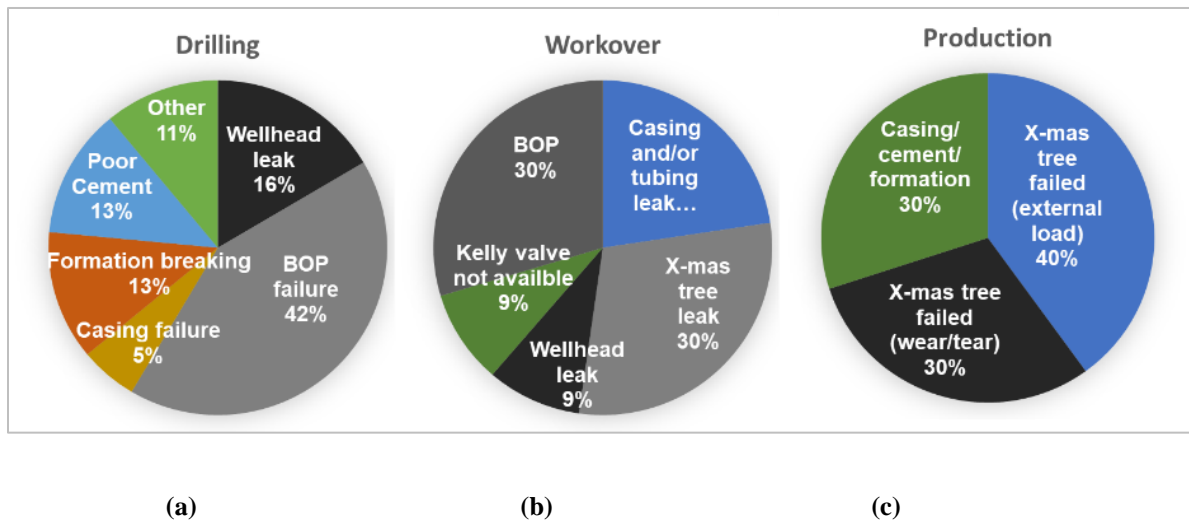 Drilling
Other
11%
Wellhead
leak
16%
Poor
Cement
13%
Formation breaking
13%
BOP
failure
42%
Casing failure
5%
Workover
BOP
30%
Casing
and/or
tubing
leak…
Kelly valve
not availble
9%
X-mas
tree
leak
30%
Wellhead
leak
9%
Production
Casing/
cement/
formation
30%
X-mas
tree
failed
(external
load)
40%
X-mas tree
failed
(wear/tear)
30%
(a)
(b)
(c)